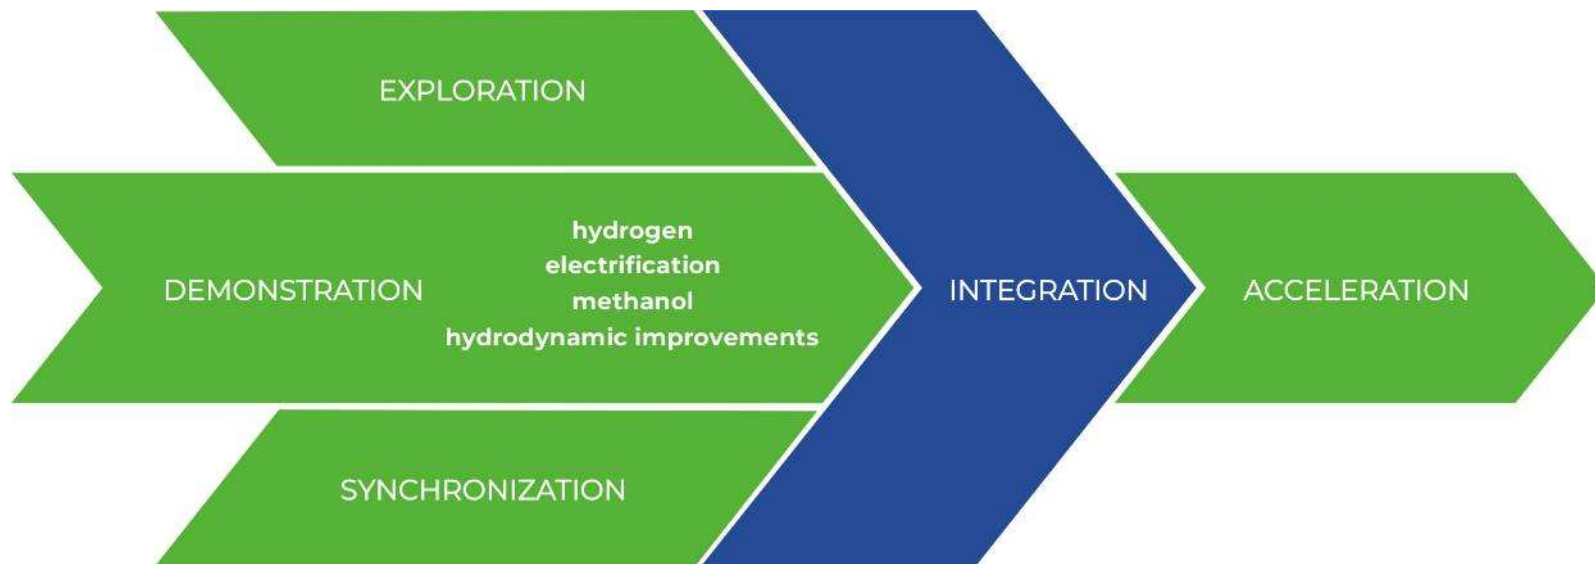 EXPLORATION
DEMONSTRATION
hydrogen
electrification
methanol
hydrodynamic improvements
INTEGRATION
ACCELERATION
SYNCHRONIZATION